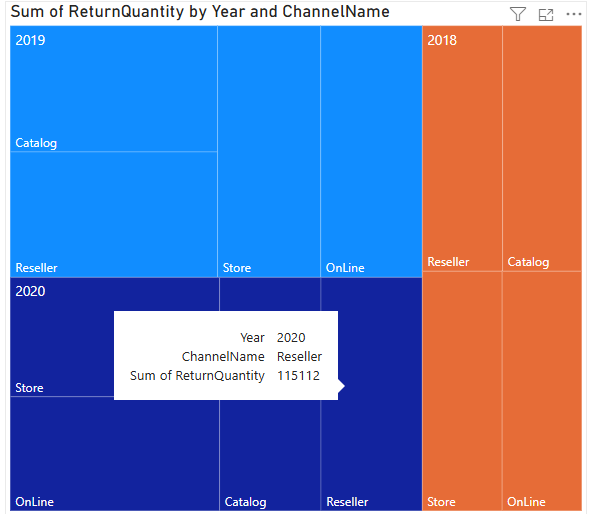 Sum of ReturnQuantity by Year and ChannelName
2019
2018
Catalog
Reseller
Store
OnLine
Reseller
Catalog
2020
Year 2020
ChannelName Reseller
Sum of ReturnQuantity 115112
Store
OnLine
Catalog
Reseller
Store
OnLine